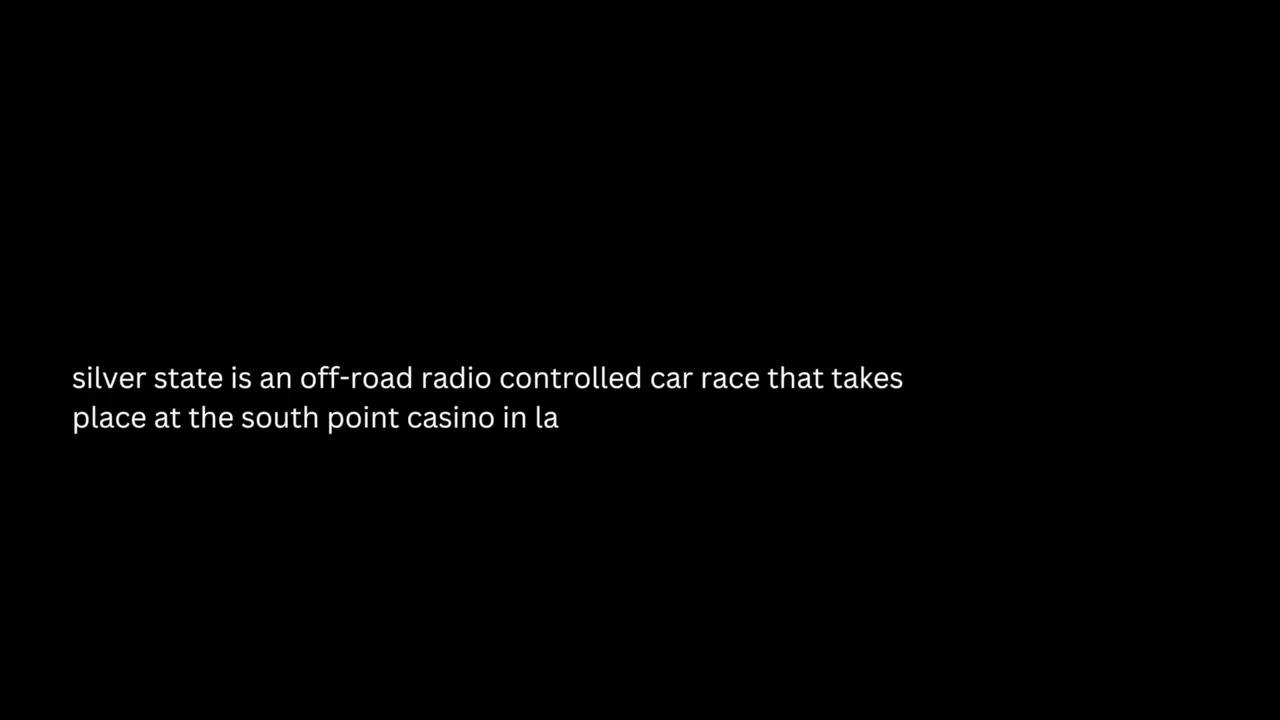 silver state is an off-road radio controlled car race that takes
place at the south point casino in la